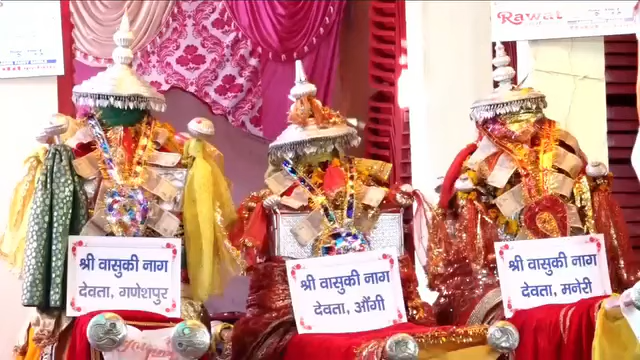 Rawat
श्री वासुकी नाग
देवता, गणेशपुर
श्री वासुकी नाग
देवता, औंगी
श्री वासुकी नाग
देवता, मनेरी